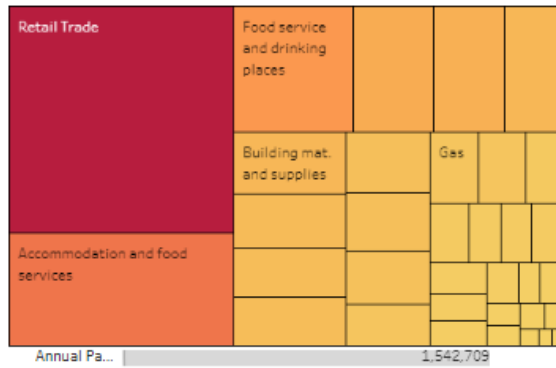 Retail Trade
Food service
and drinking
places
Building mat.
and supplies
Gas
Accommodation and food
services
Annual Pa...
1,542,709